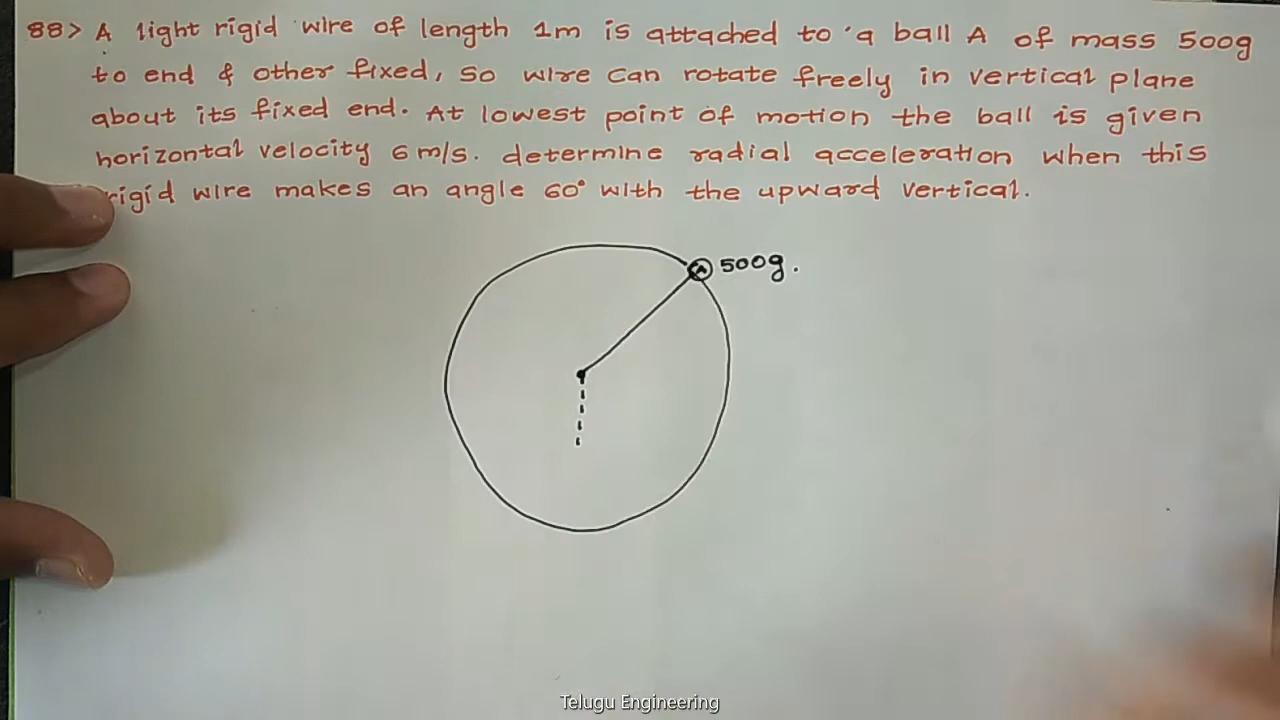 88> A light rigid wire of length 1m is attached to a ball A of mass 500g
to end & other fixed, so wire can rotate freely in vertical plane
about its fixed end. At lowest point of motion the ball is given
horizontal velocity 6 m/s. determine radial acceleration when this
rigid wire makes an angle 60° with the upward vertical.
A 500g.
Telugu Engineering